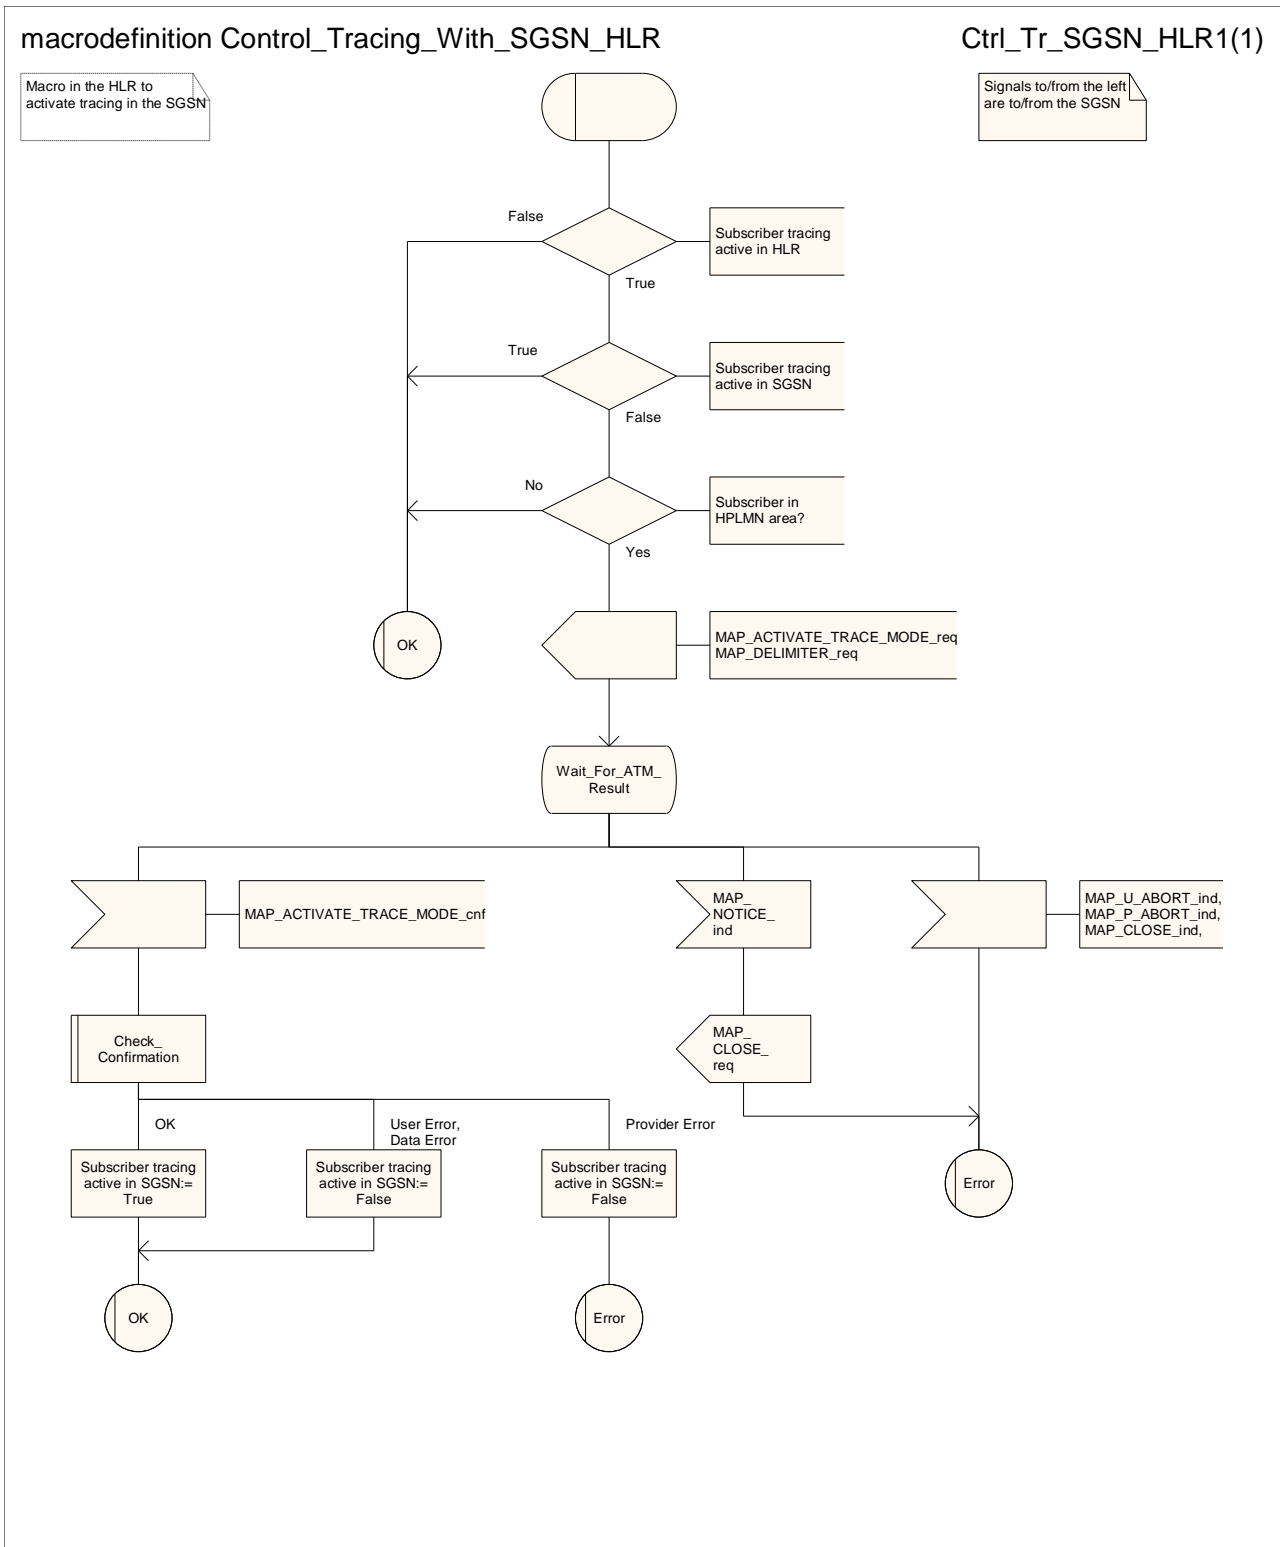 macrodefinition Control_Tracing_With_SGSN_HLR
Ctrl_Tr_SGSN_HLR1(1)
Macro in the HLR to
activate tracing in the SGSN
Signals to/from the left
are to/from the SGSN
False
Subscriber tracing
active in HLR
True
True
Subscriber tracing
active in SGSN
False
No
Subscriber in
HPLMN area?
Yes
OK
MAP_ACTIVATE_TRACE_MODE_req
MAP_DELIMITER_req
Wait_For_ATM_
Result
MAP_ACTIVATE_TRACE_MODE_cnf
MAP_
NOTICE_
ind
MAP_U_ABORT_ind,
MAP_P_ABORT_ind,
MAP_CLOSE_ind,
Check_
Confirmation
MAP_
CLOSE_
req
OK
User Error,
Data Error
Provider Error
Subscriber tracing
active in SGSN:=
True
Subscriber tracing
active in SGSN:=
False
Subscriber tracing
active in SGSN:=
False
Error
OK
Error